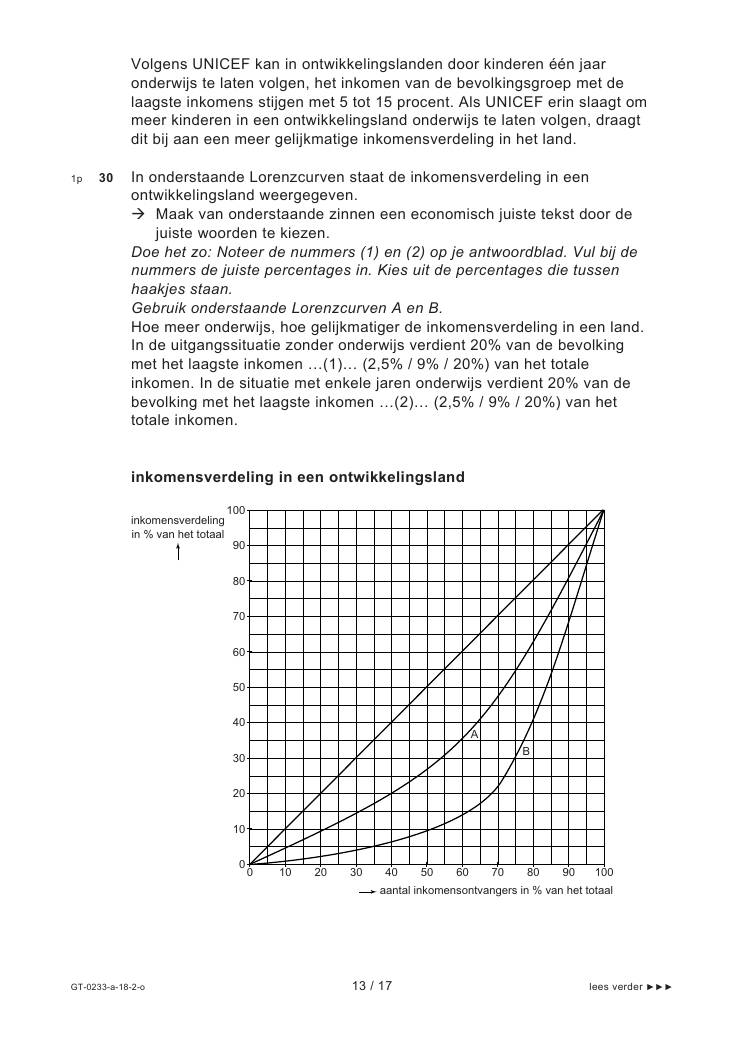 Volgens UNICEF kan in ontwikkelingslanden door kinderen één jaar
onderwijs te laten volgen, het inkomen van de bevolkingsgroep met de
laagste inkomens stijgen met 5 tot 15 procent. Als UNICEF erin slaagt om
meer kinderen in een ontwikkelingsland onderwijs te laten volgen, draagt
dit bij aan een meer gelijkmatige inkomensverdeling in het land.
1p 30 In onderstaande Lorenzcurven staat de inkomensverdeling in een
ontwikkelingsland weergegeven.
→ Maak van onderstaande zinnen een economisch juiste tekst door de
juiste woorden te kiezen.
Doe het zo: Noteer de nummers (1) en (2) op je antwoordblad. Vul bij de
nummers de juiste percentages in. Kies uit de percentages die tussen
haakjes staan.
Gebruik onderstaande Lorenzcurven A en B.
Hoe meer onderwijs, hoe gelijkmatiger de inkomensverdeling in een land.
In de uitgangssituatie zonder onderwijs verdient 20% van de bevolking
met het laagste inkomen …(1)… (2,5% / 9% / 20%) van het totale
inkomen. In de situatie met enkele jaren onderwijs verdient 20% van de
bevolking met het laagste inkomen …(2)… (2,5% / 9% / 20%) van het
totale inkomen.
inkomensverdeling in een ontwikkelingsland
inkomensverdeling
in % van het totaal
100
90
80
70
60
50
40
30
20
10
0
A
B
0 10 20 30 40 50 60 70 80 90 100
aantal inkomensontvangers in % van het totaal
GT-0233-a-18-2-o 13 / 17 lees verder ►►►